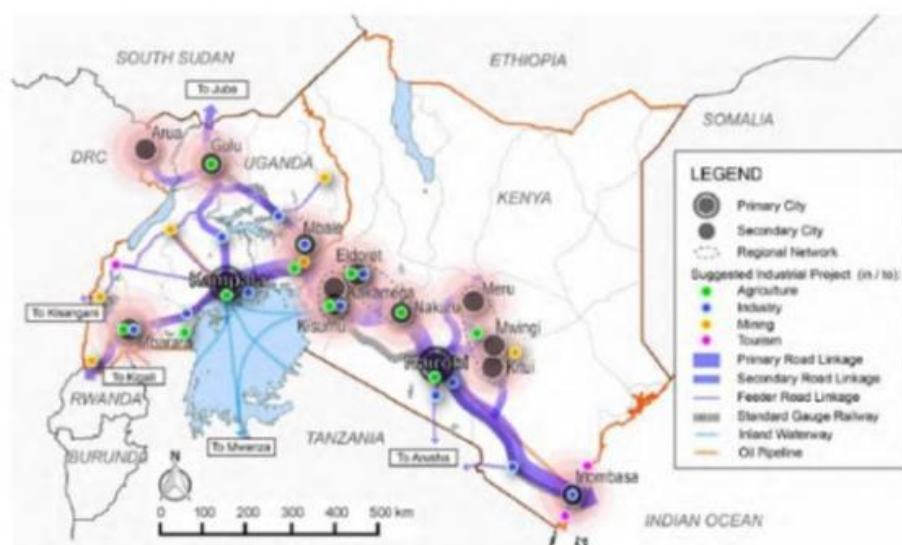 SOUTH SUDAN
ETHIOPIA
To Juba
SOMALIA
Arua
Gulu
DRC
UGANDA
KENYA
Mbale
Eldoret
Kampala
Kakamega
Meru
To Kisangani
Kisumu
Nakuru
Mwingi
Mbarara
Nairobi
Kitui
To Kigali
RWANDA
TANZANIA
BURUNDI
To Mwanza
To Arusha
Mombasa
N
INDIAN OCEAN
0 100 200 300 400 500 km
LEGEND
Primary City
Secondary City
Regional Network
Suggested Industrial Project (in / to):
Agriculture
Industry
Mining
Tourism
Primary Road Linkage
Secondary Road Linkage
Feeder Road Linkage
Standard Gauge Railway
Inland Waterway
Oil Pipeline